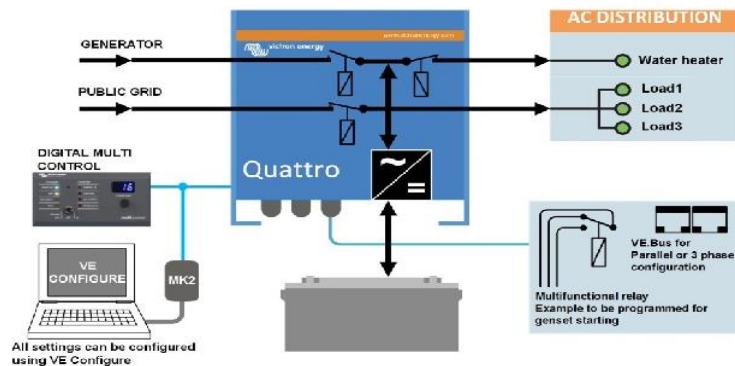 AC DISTRIBUTION
victron energy
www.victronenergy.com
GENERATOR
Water heater
PUBLIC GRID
Load1
Load2
Load3
DIGITAL MULTI
CONTROL
16
Quattro
VE
CONFIGURE
MK2
VE.Bus for
Parallel or 3 phase
configuration
Multifunctional relay
Example to be programmed for
genset starting
All settings can be configured
using VE Configure